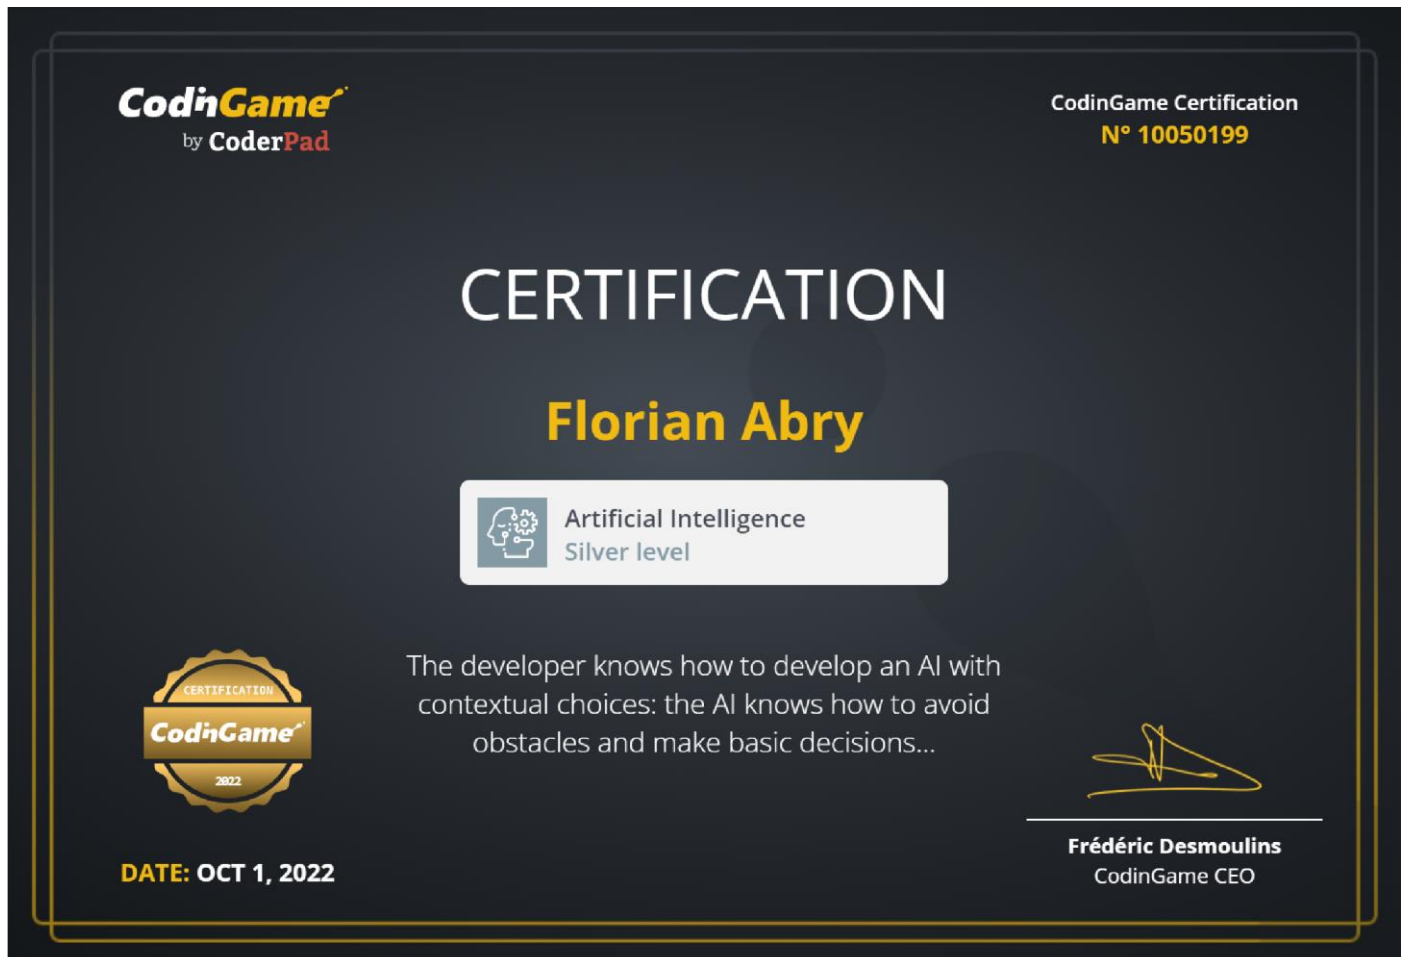 CodinGame
by CoderPad
CodinGame Certification
N° 10050199
CERTIFICATION
Florian Abry
Artificial Intelligence
Silver level
The developer knows how to develop an AI with
contextual choices: the AI knows how to avoid
obstacles and make basic decisions...
CERTIFICATION
CodinGame
2022
DATE: OCT 1, 2022
Frédéric Desmoulins
CodinGame CEO